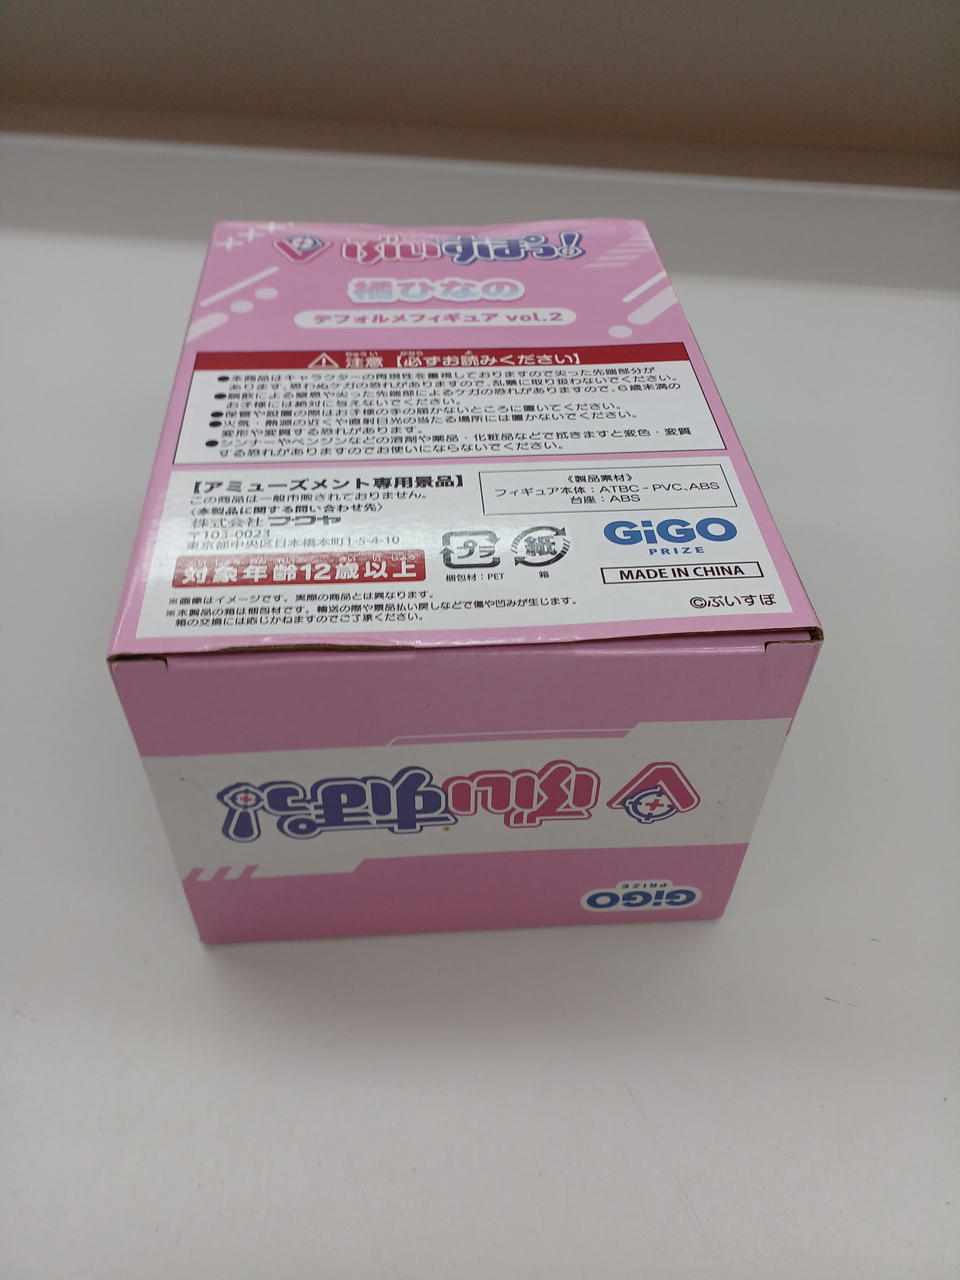 ぶいすぽっ!
橘ひなの
デフォルメフィギュア vol.2
注意【必ずお読みください】
●本商品はキャラクターの再現性を重視しておりますので尖った先端部分が
あります。思わぬケガの恐れがありますので、乱暴に取り扱わないでください。
●誤飲による窒息や尖った先端部によるケガの恐れがありますので、6歳未満の
お子様には絶対に与えないでください。
●保管や設置の際はお子様の手の届かないところに置いてください。
●火気・熱源の近くや直射日光の当たる場所には置かないでください。
変形や変質する恐れがあります。
●シンナーやベンジンなどの溶剤や薬品・化粧品などで拭きますと変色・変質
する恐れがありますのでお使いにならないでください。
【アミューズメント専用景品】
この商品は一般市販されておりません。
〈本製品に関する問い合わせ先〉
株式会社フクヤ
〒103-0023
東京都中央区日本橋本町1-5-4-10
対象年齢12歳以上
《製品素材》
フィギュア本体:ATBC-PVC、ABS
台座:ABS
プラ
梱包材:PET
紙
箱
GiGO
PRIZE
MADE IN CHINA
※画像はイメージです。実際の商品とは異なります。
※本製品の箱は梱包材です。輸送の際や景品払い戻しなどで傷や凹みが生じます。
箱の交換には応じかねますのでご了承ください。
©ぶいすぽ
ぶいすぽっ!
GiGO
PRIZE